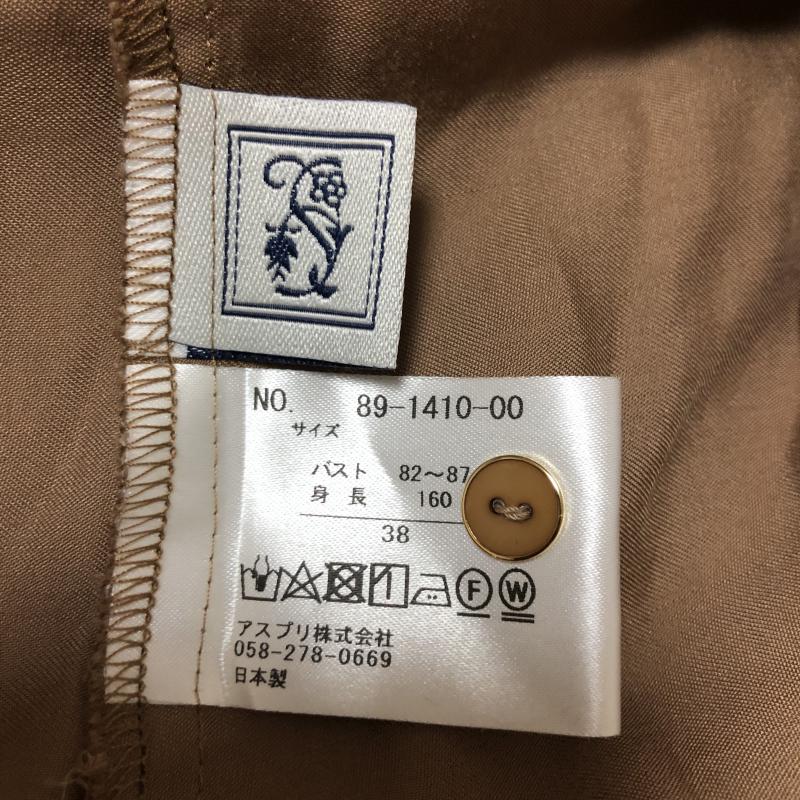 NO. 89-1410-00
サイズ
バスト 82〜87
身長 160
38
F W
アスプリ株式会社
058-278-0669
日本製